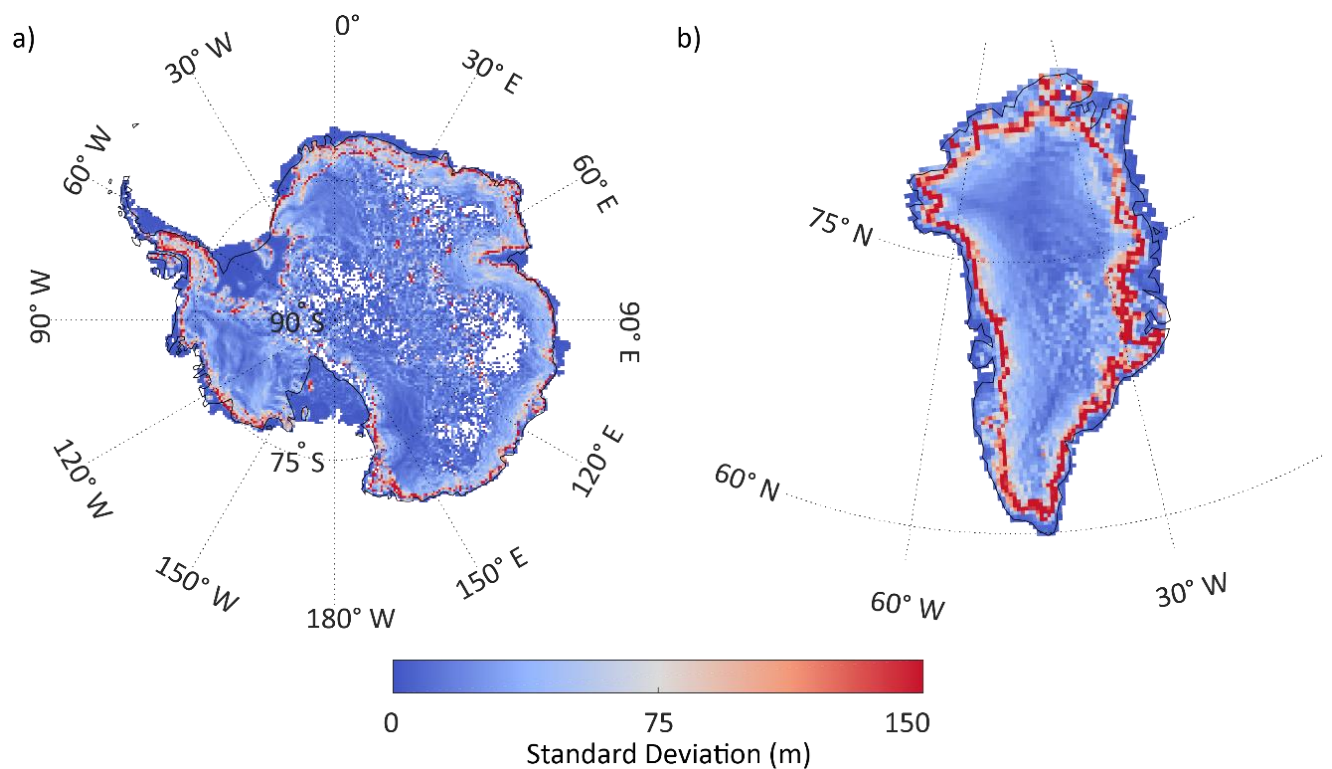 a)
0°
30° W
30° E
60° W
60° E
90° W
90° S
90° E
120° W
75° S
120° E
150° W
150° E
180° W
b)
75° N
60° N
60° W
30° W
0
75
150
Standard Deviation (m)